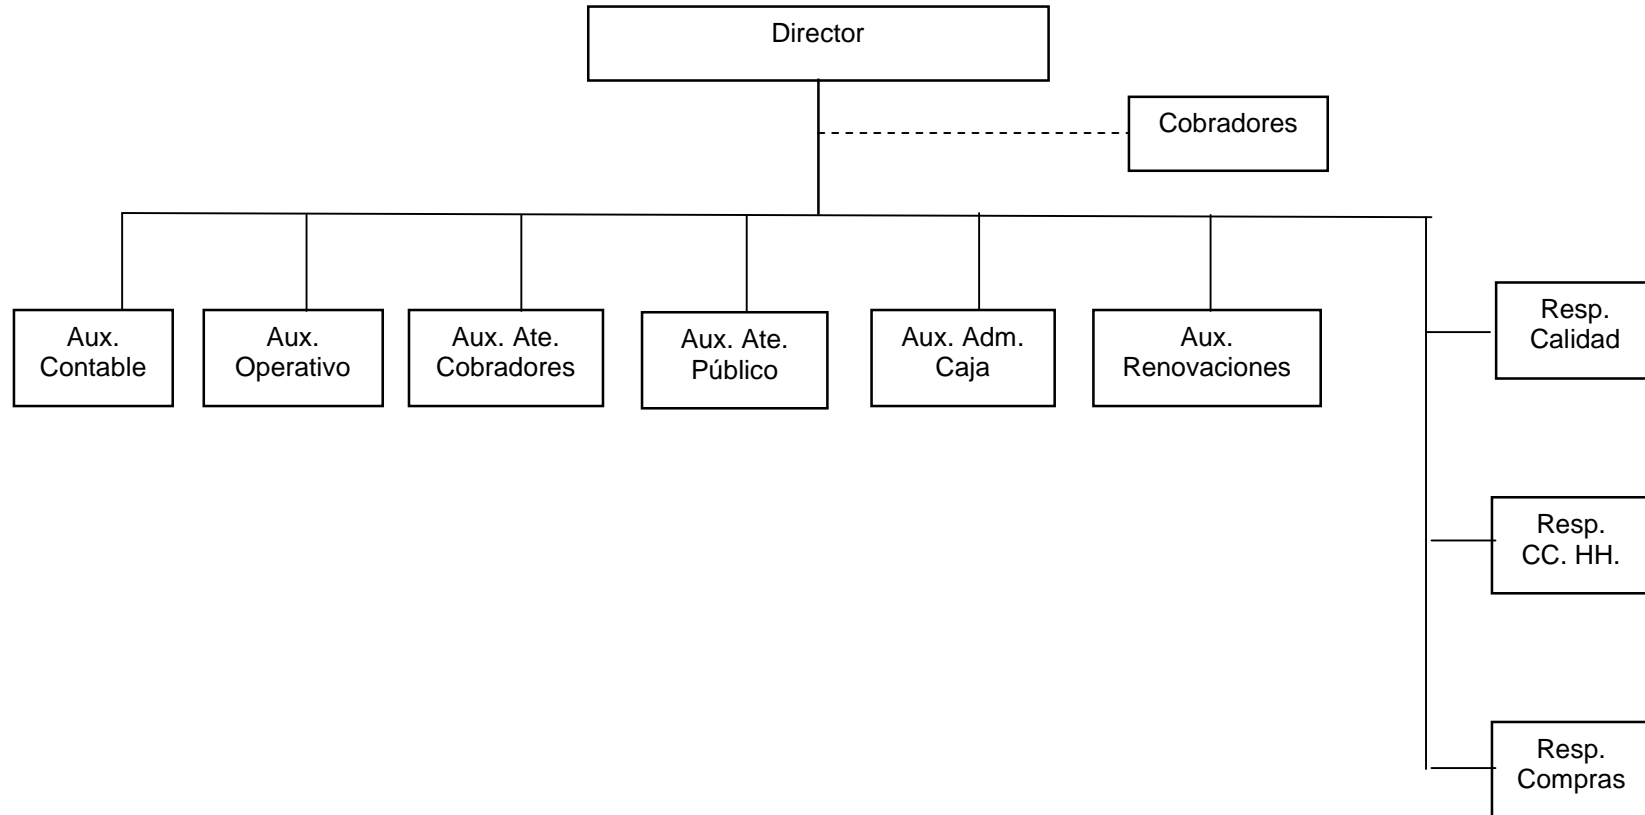 Director
Cobradores
Aux.
Contable
Aux.
Operativo
Aux. Ate.
Cobradores
Aux. Ate.
Público
Aux. Adm.
Caja
Aux.
Renovaciones
Resp.
Calidad
Resp.
CC. HH.
Resp.
Compras